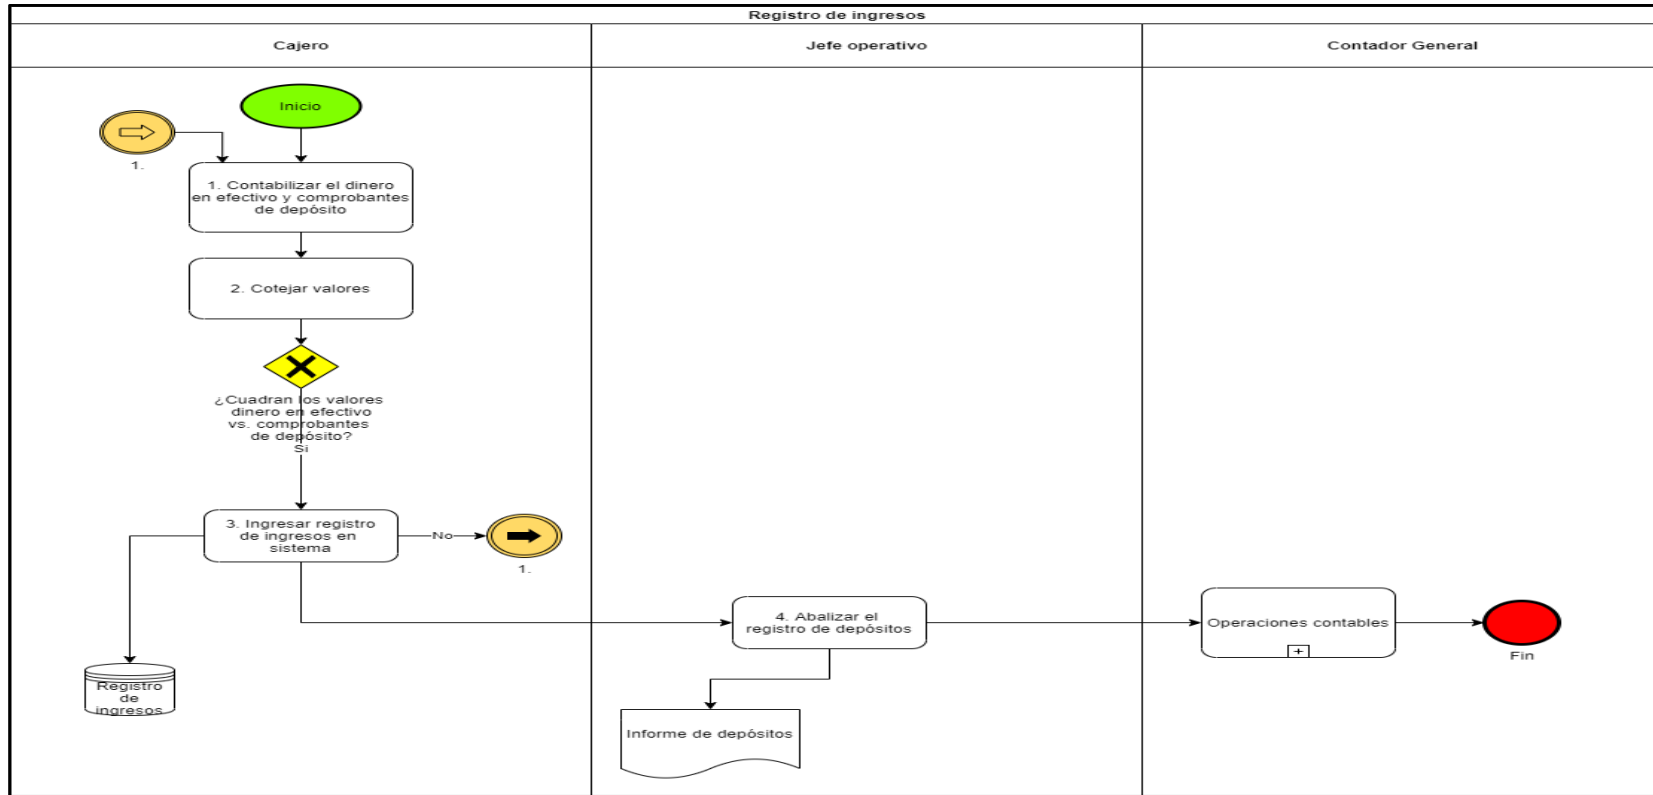 Registro de ingresos
Cajero
Jefe operativo
Contador General
Inicio
1.
1. Contabilizar el dinero
en efectivo y comprobantes
de depósito
2. Cotejar valores
¿Cuadran los valores
dinero en efectivo
vs. comprobantes
de depósito?
Si
3. Ingresar registro
de ingresos en
sistema
No
1.
Registro
de
ingresos
4. Abalizar el
registro de depósitos
Informe de depósitos
Operaciones contables
Fin